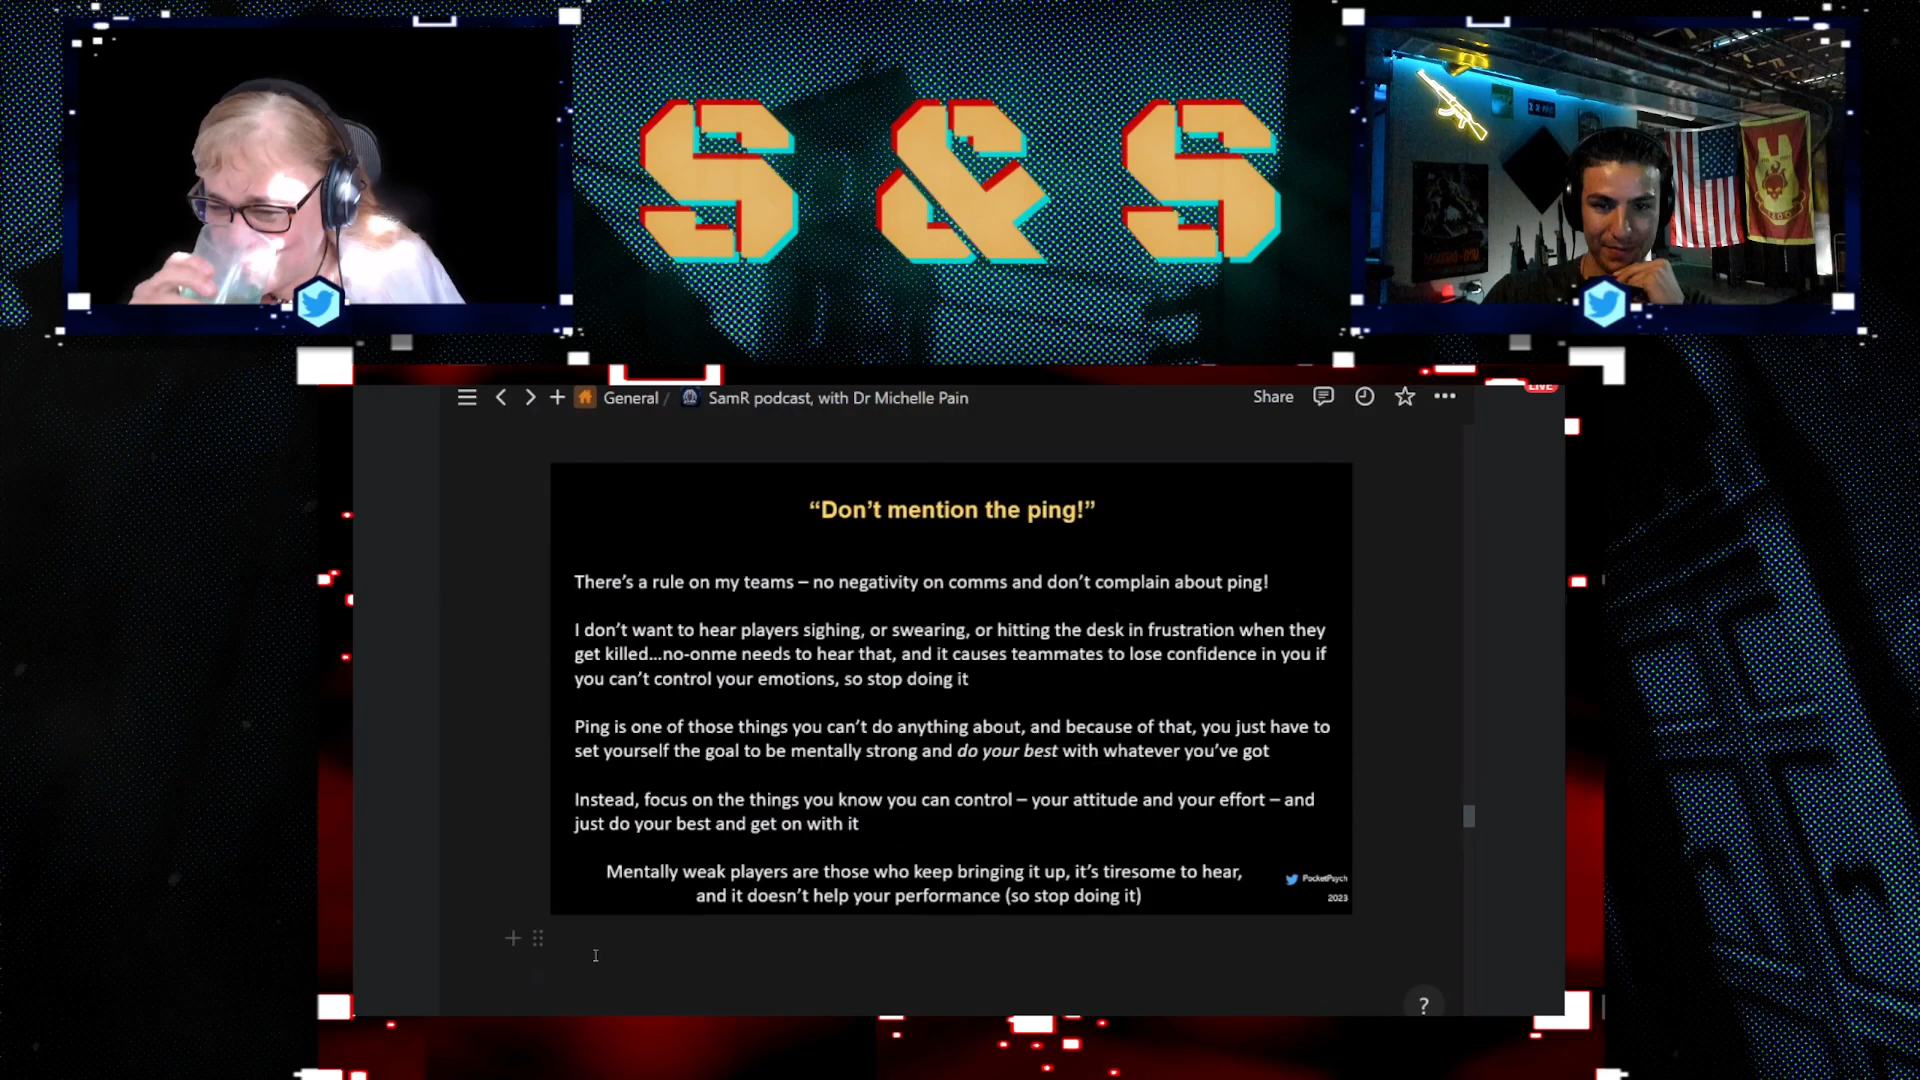 S & S
LIVE
General / SamR podcast, with Dr Michelle Pain
Share
“Don’t mention the ping!”
There’s a rule on my teams – no negativity on comms and don’t complain about ping!
I don’t want to hear players sighing, or swearing, or hitting the desk in frustration when they
get killed...no-onme needs to hear that, and it causes teammates to lose confidence in you if
you can’t control your emotions, so stop doing it
Ping is one of those things you can’t do anything about, and because of that, you just have to
set yourself the goal to be mentally strong and do your best with whatever you’ve got
Instead, focus on the things you know you can control – your attitude and your effort – and
just do your best and get on with it
Mentally weak players are those who keep bringing it up, it’s tiresome to hear,
and it doesn’t help your performance (so stop doing it)
PocketPsych
2023
?